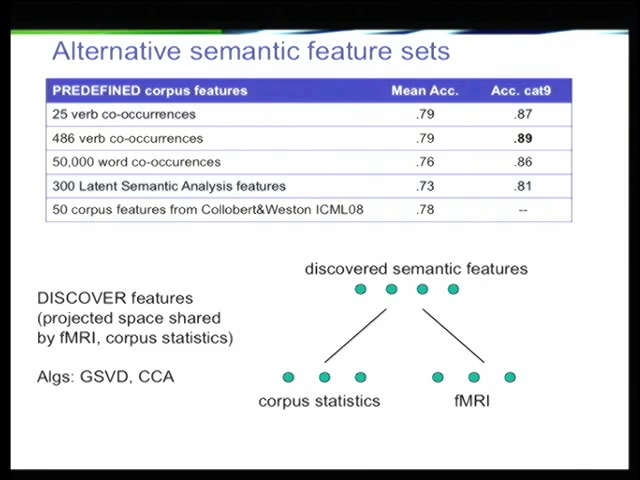 Alternative semantic feature sets
PREDEFINED corpus features Mean Acc. Acc. cat9
25 verb co-occurrences .79 .87
486 verb co-occurrences .79 .89
50,000 word co-occurences .76 .86
300 Latent Semantic Analysis features .73 .81
50 corpus features from Collobert&Weston ICML08 .78 --
discovered semantic features
DISCOVER features
(projected space shared
by fMRI, corpus statistics)
Algs: GSVD, CCA
corpus statistics fMRI